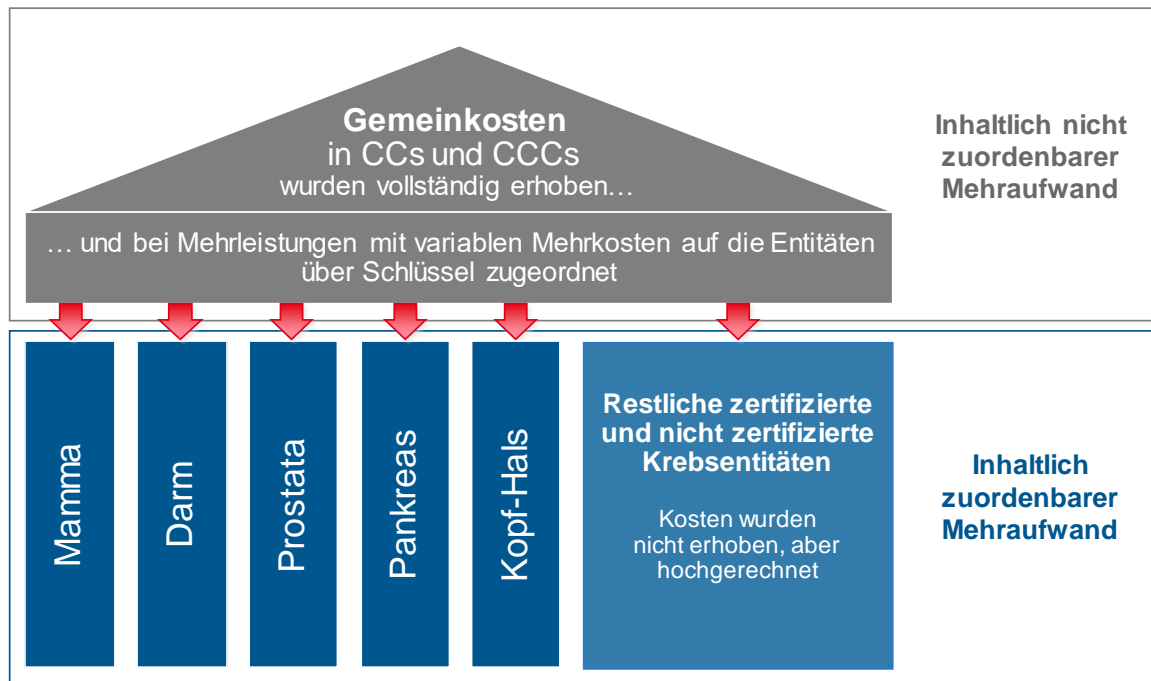 Gemeinkosten
in CCs und CCCs
wurden vollständig erhoben…
… und bei Mehrleistungen mit variablen Mehrkosten auf die Entitäten
über Schlüssel zugeordnet
Inhaltlich nicht
zuordenbarer
Mehraufwand
Mamma
Darm
Prostata
Pankreas
Kopf-Hals
Restliche zertifizierte
und nicht zertifizierte
Krebsentitäten
Kosten wurden
nicht erhoben, aber
hochgerechnet
Inhaltlich
zuordenbarer
Mehraufwand